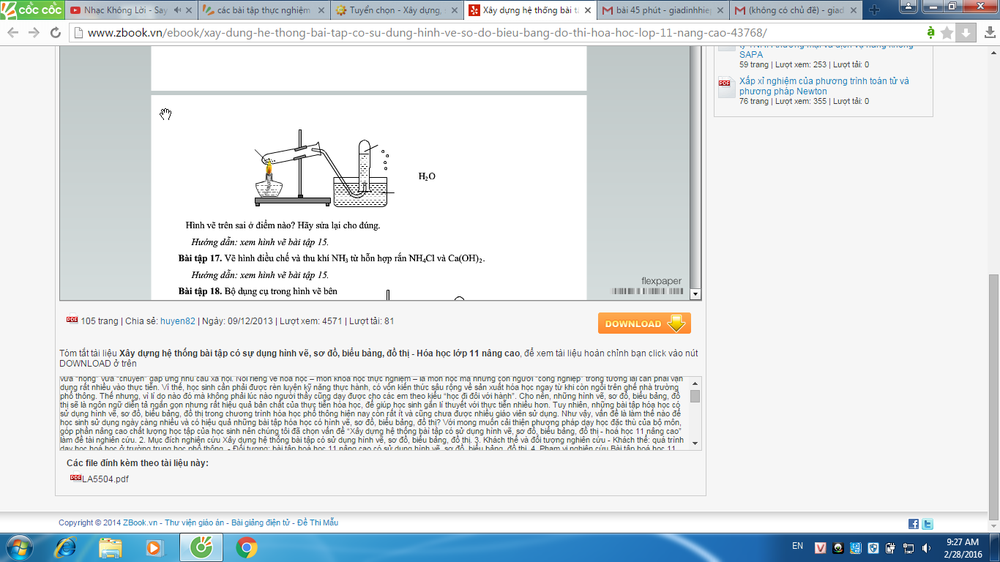 cốc cốc
Nhạc Không Lời - Say
các bài tập thực nghiệm
Tuyển chọn - Xây dựng,
Xây dựng hệ thống bài tậ
bài 45 phút - giadinhhiep
(không có chủ đề) - giad
www.zbook.vn/ebook/xay-dung-he-thong-bai-tap-co-su-dung-hinh-ve-so-do-bieu-bang-do-thi-hoa-hoc-lop-11-nang-cao-43768/
ty TNHH thương mại và dịch vụ hàng không
SAPA
59 trang | Lượt xem: 253 | Lượt tải: 0
Xấp xỉ nghiệm của phương trình toán tử và
phương pháp Newton
76 trang | Lượt xem: 355 | Lượt tải: 0
H2O
Hình vẽ trên sai ở điểm nào? Hãy sửa lại cho đúng.
Hướng dẫn: xem hình vẽ bài tập 15.
Bài tập 17. Vẽ hình điều chế và thu khí NH3 từ hỗn hợp rắn NH4Cl và Ca(OH)2.
Hướng dẫn: xem hình vẽ bài tập 15.
Bài tập 18. Bộ dụng cụ trong hình vẽ bên
flexpaper
105 trang | Chia sẻ: huyen82 | Ngày: 09/12/2013 | Lượt xem: 4571 | Lượt tải: 81
DOWNLOAD
Tóm tắt tài liệu Xây dựng hệ thống bài tập có sự dụng hình vẽ, sơ đồ, biểu bảng, đồ thị - Hóa học lớp 11 nâng cao, để xem tài liệu hoàn chỉnh bạn click vào nút
DOWNLOAD ở trên
vừa “hồng” vừa “chuyên” đáp ứng nhu cầu xã hội. Nói riêng về hoá học – môn khoa học thực nghiệm – là môn học mà những con người “công nghiệp” trong tương lai cần phải vận
dụng rất nhiều vào thực tiễn. Vì thế, học sinh cần phải được rèn luyện kỹ năng thực hành, có vốn kiến thức sâu rộng về sản xuất hóa học ngay từ khi còn ngồi trên ghế nhà trường
phổ thông. Thế nhưng, vì lí do nào đó mà không phải lúc nào người thầy cũng dạy được cho các em theo kiểu “học đi đôi với hành”. Cho nên, những hình vẽ, sơ đồ, biểu bảng, đồ
thị sẽ là ngôn ngữ diễn tả ngắn gọn nhưng rất hiệu quả bản chất của thực tiễn hóa học, để giúp học sinh gắn lí thuyết với thực tiễn nhiều hơn. Tuy nhiên, những bài tập hóa học có
sử dụng hình vẽ, sơ đồ, biểu bảng, đồ thị trong chương trình hóa học phổ thông hiện nay còn rất ít và cũng chưa được nhiều giáo viên sử dụng. Như vậy, vấn đề là làm thế nào để
học sinh sử dụng ngày càng nhiều và có hiệu quả những bài tập hóa học có hình vẽ, sơ đồ, biểu bảng, đồ thị? Với mong muốn cải thiện phương pháp dạy học đặc thù của bộ môn,
góp phần nâng cao chất lượng học tập của học sinh nên chúng tôi đã chọn vấn đề “Xây dựng hệ thống bài tập có sử dụng hình vẽ, sơ đồ, biểu bảng, đồ thị - hoá học 11 nâng cao”
làm đề tài nghiên cứu. 2. Mục đích nghiên cứu Xây dựng hệ thống bài tập có sử dụng hình vẽ, sơ đồ, biểu bảng, đồ thị. 3. Khách thể và đối tượng nghiên cứu - Khách thể: quá trình
dạy học hoá học ở trường trung học phổ thông. - Đối tượng: bài tập hoá học 11 nâng cao có sử dụng hình vẽ, sơ đồ, biểu bảng, đồ thị. 4. Phạm vi nghiên cứu Bài tập hoá học 11
Các file đính kèm theo tài liệu này:
LA5504.pdf
Copyright © 2014 ZBook.vn - Thư viện giáo án - Bài giảng điện tử - Đề Thi Mẫu
EN
9:27 AM
2/28/2016